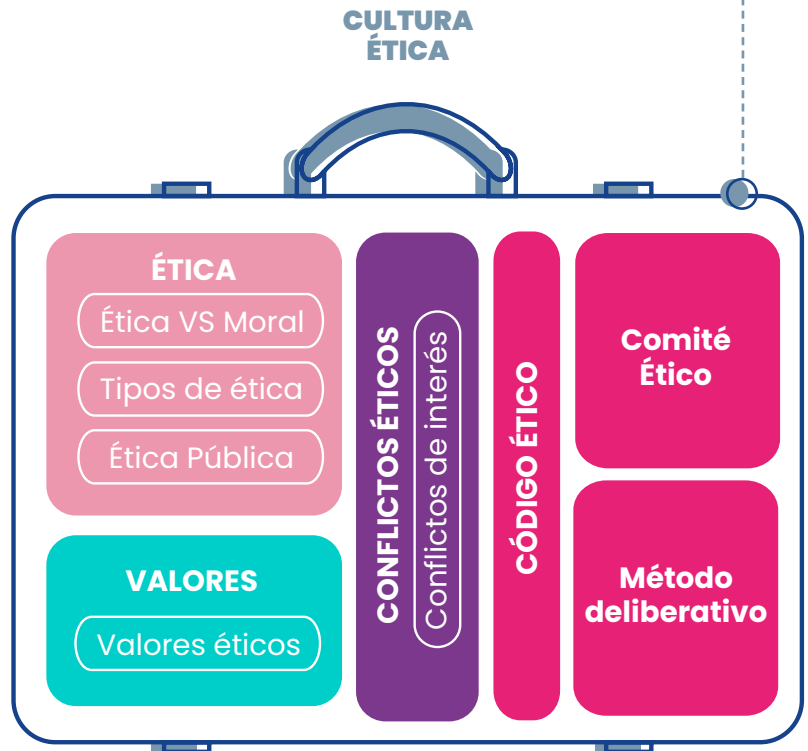 CULTURA
ÉTICA
ÉTICA
Ética VS Moral
Tipos de ética
Ética Pública
VALORES
Valores éticos
CONFLICTOS ÉTICOS
Conflictos de interés
CÓDIGO ÉTICO
Comité
Ético
Método
deliberativo